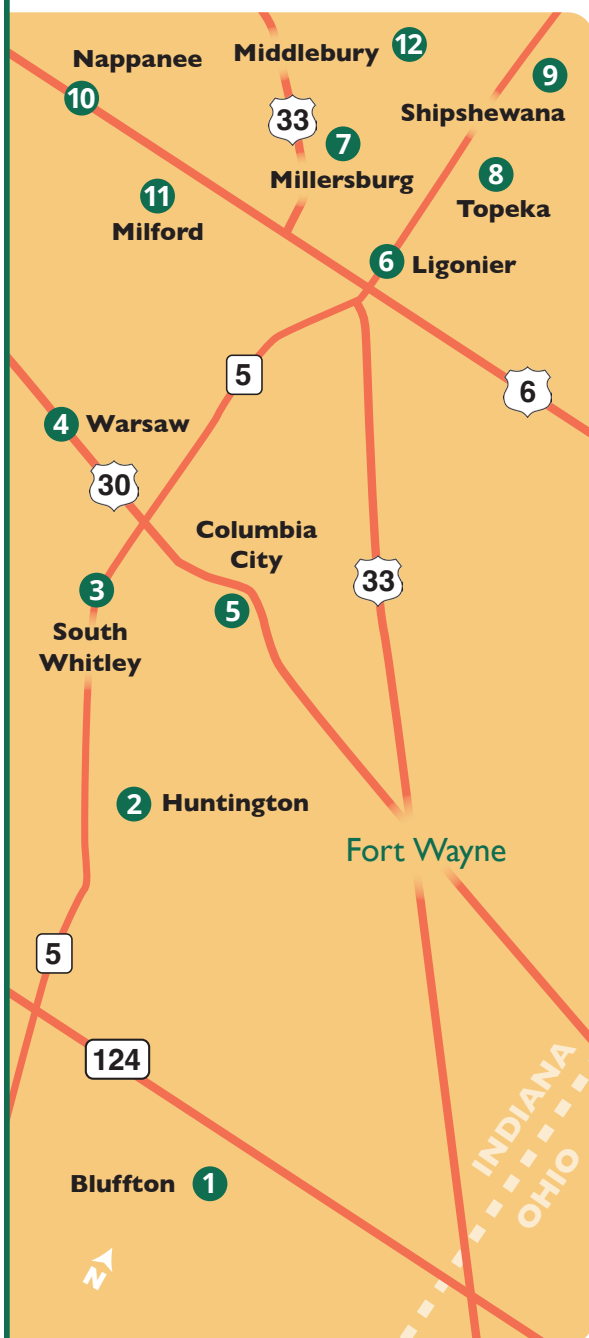 Nappanee
Middlebury 12
10
9
Shipshewana
33
7
Millersburg
8
Topeka
11
Milford
6 Ligonier
5
6
4 Warsaw
30
Columbia
City
5
33
3
South
Whitley
2 Huntington
Fort Wayne
5
124
INDIANA
OHIO
Bluffton 1
N